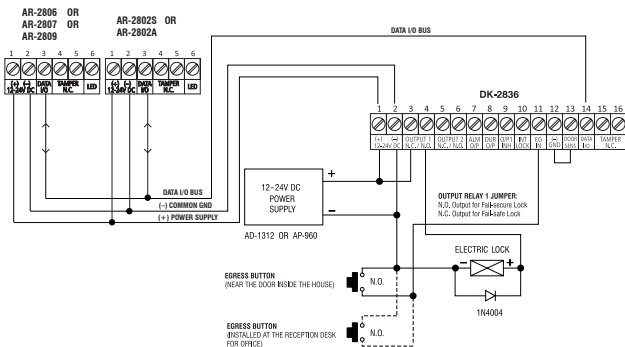 AR-2806 OR
AR-2807 OR
AR-2809
AR-2802S OR
AR-2802A
1 2 3 4 5 6
1 2 3 4 5 6
(+) (−) DATA TAMPER LED
12-24V DC I/O N.C.
(+) (−) DATA TAMPER LED
12-24V DC I/O N.C.
DATA I/O BUS
DK-2836
1 2 3 4 5 6 7 8 9 10 11 12 13 14 15 16
(+) (−) OUTPUT 1 OUTPUT 2 ALM DUR O/P1 INT EG (−) DOOR DATA TAMPER
12-24V DC N.C. / N.O. N.C. / N.O. O/P O/P INH LOCK IN GND SENS I/O N.C.
DATA I/O BUS
(−) COMMON GND
(+) POWER SUPPLY
12-24V DC
POWER
SUPPLY
+
−
AD-1312 OR AP-960
OUTPUT RELAY 1 JUMPER:
N.O. Output for Fail-secure Lock
N.C. Output for Fail-safe Lock
ELECTRIC LOCK
− +
1N4004
EGRESS BUTTON
(NEAR THE DOOR INSIDE THE HOUSE)
N.O.
EGRESS BUTTON
(INSTALLED AT THE RECEPTION DESK
FOR OFFICE)
N.O.